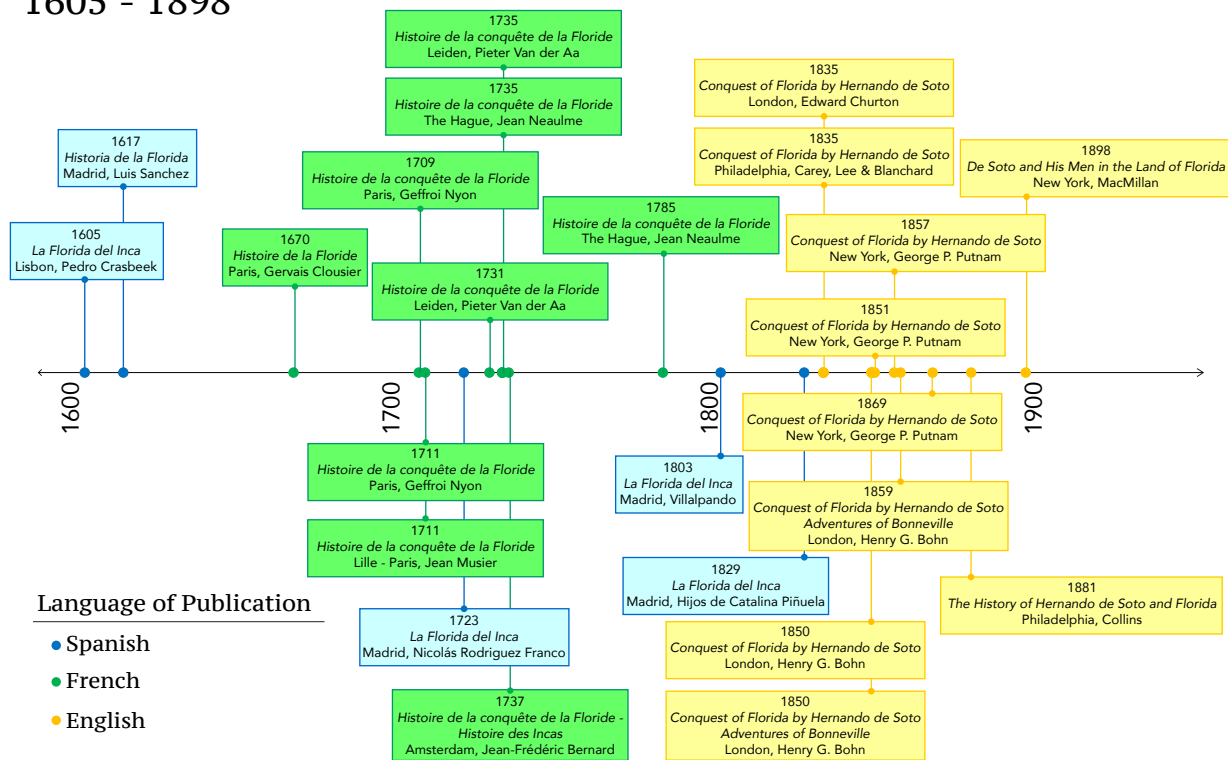 1605 - 1898
1735
Histoire de la conquête de la Floride
Leiden, Pieter Van der Aa
1735
Histoire de la conquête de la Floride
The Hague, Jean Neaulme
1835
Conquest of Florida by Hernando de Soto
London, Edward Churton
1617
Historia de la Florida
Madrid, Luis Sanchez
1709
Histoire de la conquête de la Floride
Paris, Geffroi Nyon
1835
Conquest of Florida by Hernando de Soto
Philadelphia, Carey, Lee & Blanchard
1898
De Soto and His Men in the Land of Florida
New York, MacMillan
1605
La Florida del Inca
Lisbon, Pedro Crasbeek
1670
Histoire de la Floride
Paris, Gervais Clousier
1785
Histoire de la conquête de la Floride
The Hague, Jean Neaulme
1857
Conquest of Florida by Hernando de Soto
New York, George P. Putnam
1731
Histoire de la conquête de la Floride
Leiden, Pieter Van der Aa
1851
Conquest of Florida by Hernando de Soto
New York, George P. Putnam
1600
1700
1800
1900
1869
Conquest of Florida by Hernando de Soto
New York, George P. Putnam
1711
Histoire de la conquête de la Floride
Paris, Geffroi Nyon
1803
La Florida del Inca
Madrid, Villalpando
1859
Conquest of Florida by Hernando de Soto
Adventures of Bonneville
London, Henry G. Bohn
1711
Histoire de la conquête de la Floride
Lille - Paris, Jean Musier
1829
La Florida del Inca
Madrid, Hijos de Catalina Piñuela
1881
The History of Hernando de Soto and Florida
Philadelphia, Collins
1723
La Florida del Inca
Madrid, Nicolás Rodriguez Franco
1850
Conquest of Florida by Hernando de Soto
London, Henry G. Bohn
1737
Histoire de la conquête de la Floride -
Histoire des Incas
Amsterdam, Jean-Frédéric Bernard
1850
Conquest of Florida by Hernando de Soto
Adventures of Bonneville
London, Henry G. Bohn
Language of Publication
Spanish
French
English